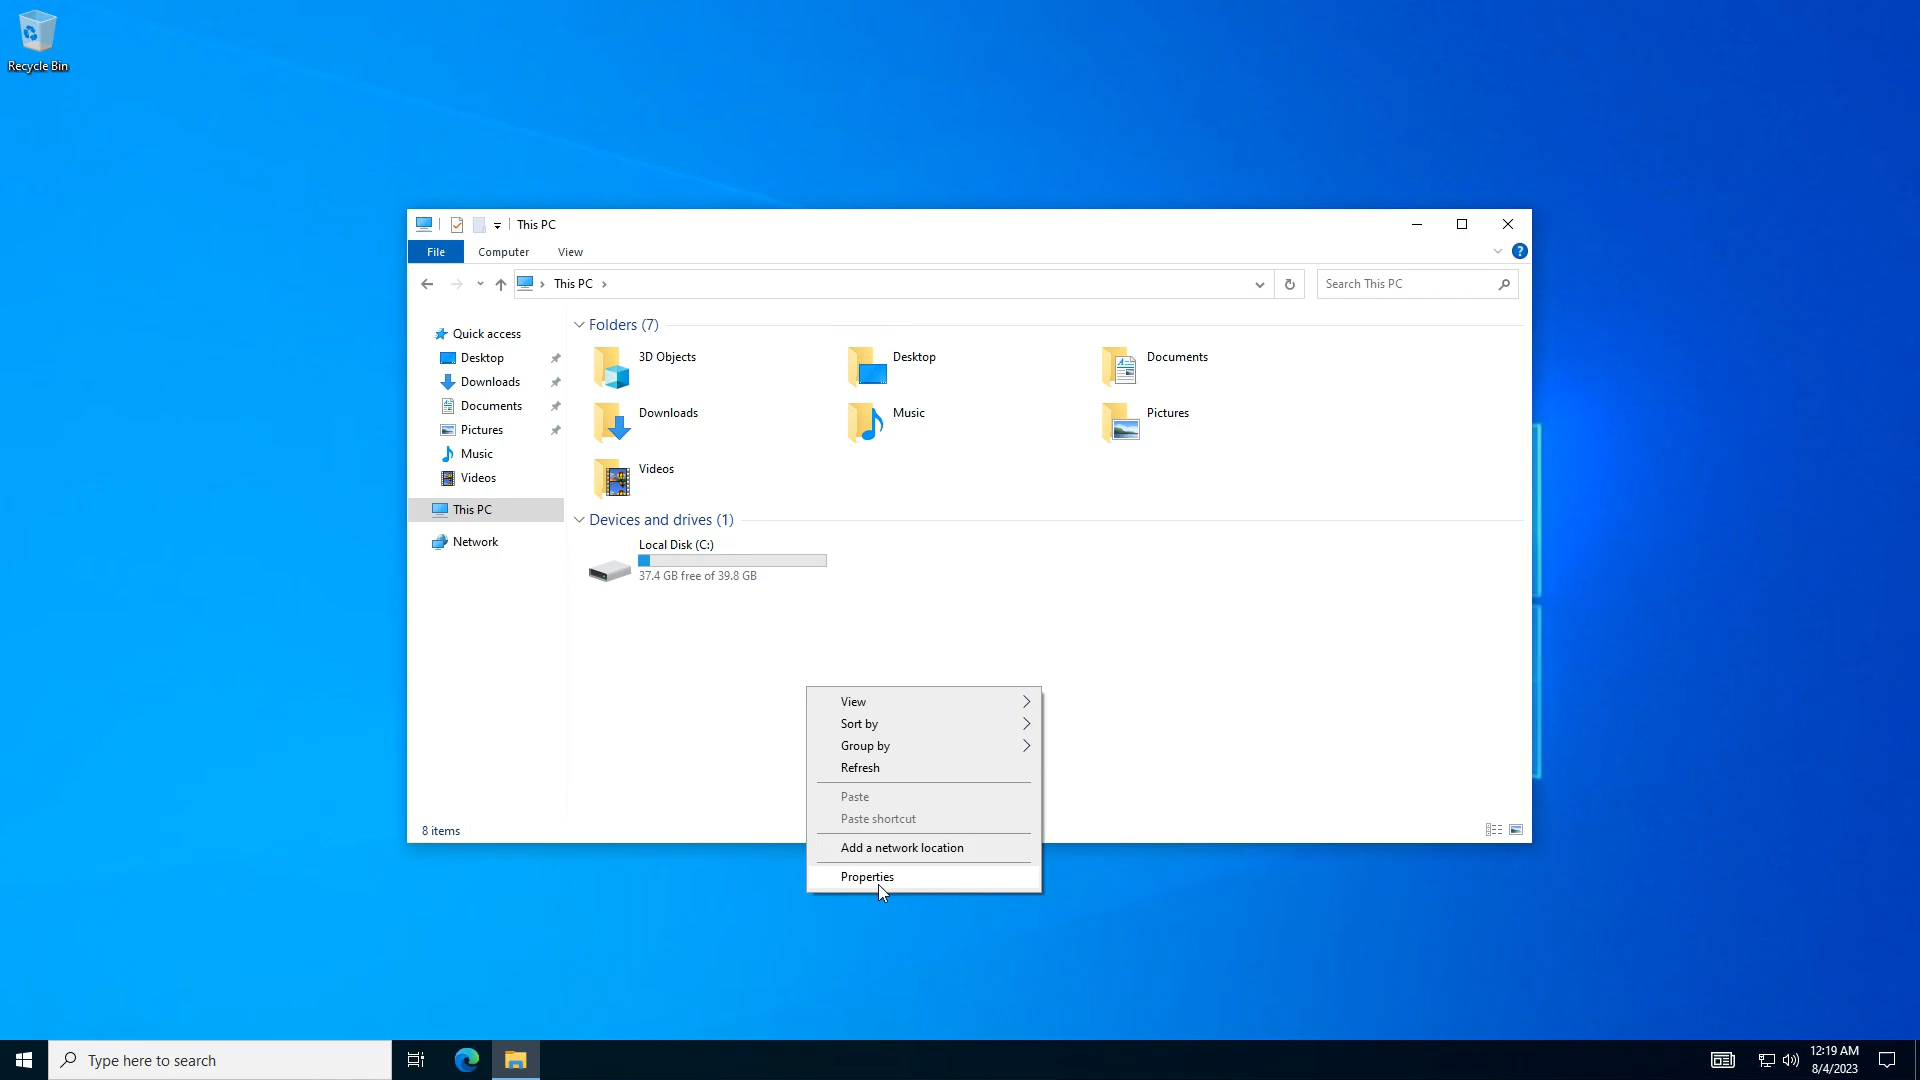 Recycle Bin
This PC
File
Computer
View
This PC
Search This PC
Quick access
Desktop
Downloads
Documents
Pictures
Music
Videos
This PC
Network
Folders (7)
3D Objects
Desktop
Documents
Downloads
Music
Pictures
Videos
Devices and drives (1)
Local Disk (C:)
37.4 GB free of 39.8 GB
View
Sort by
Group by
Refresh
Paste
Paste shortcut
Add a network location
Properties
8 items
Type here to search
12:19 AM
8/4/2023